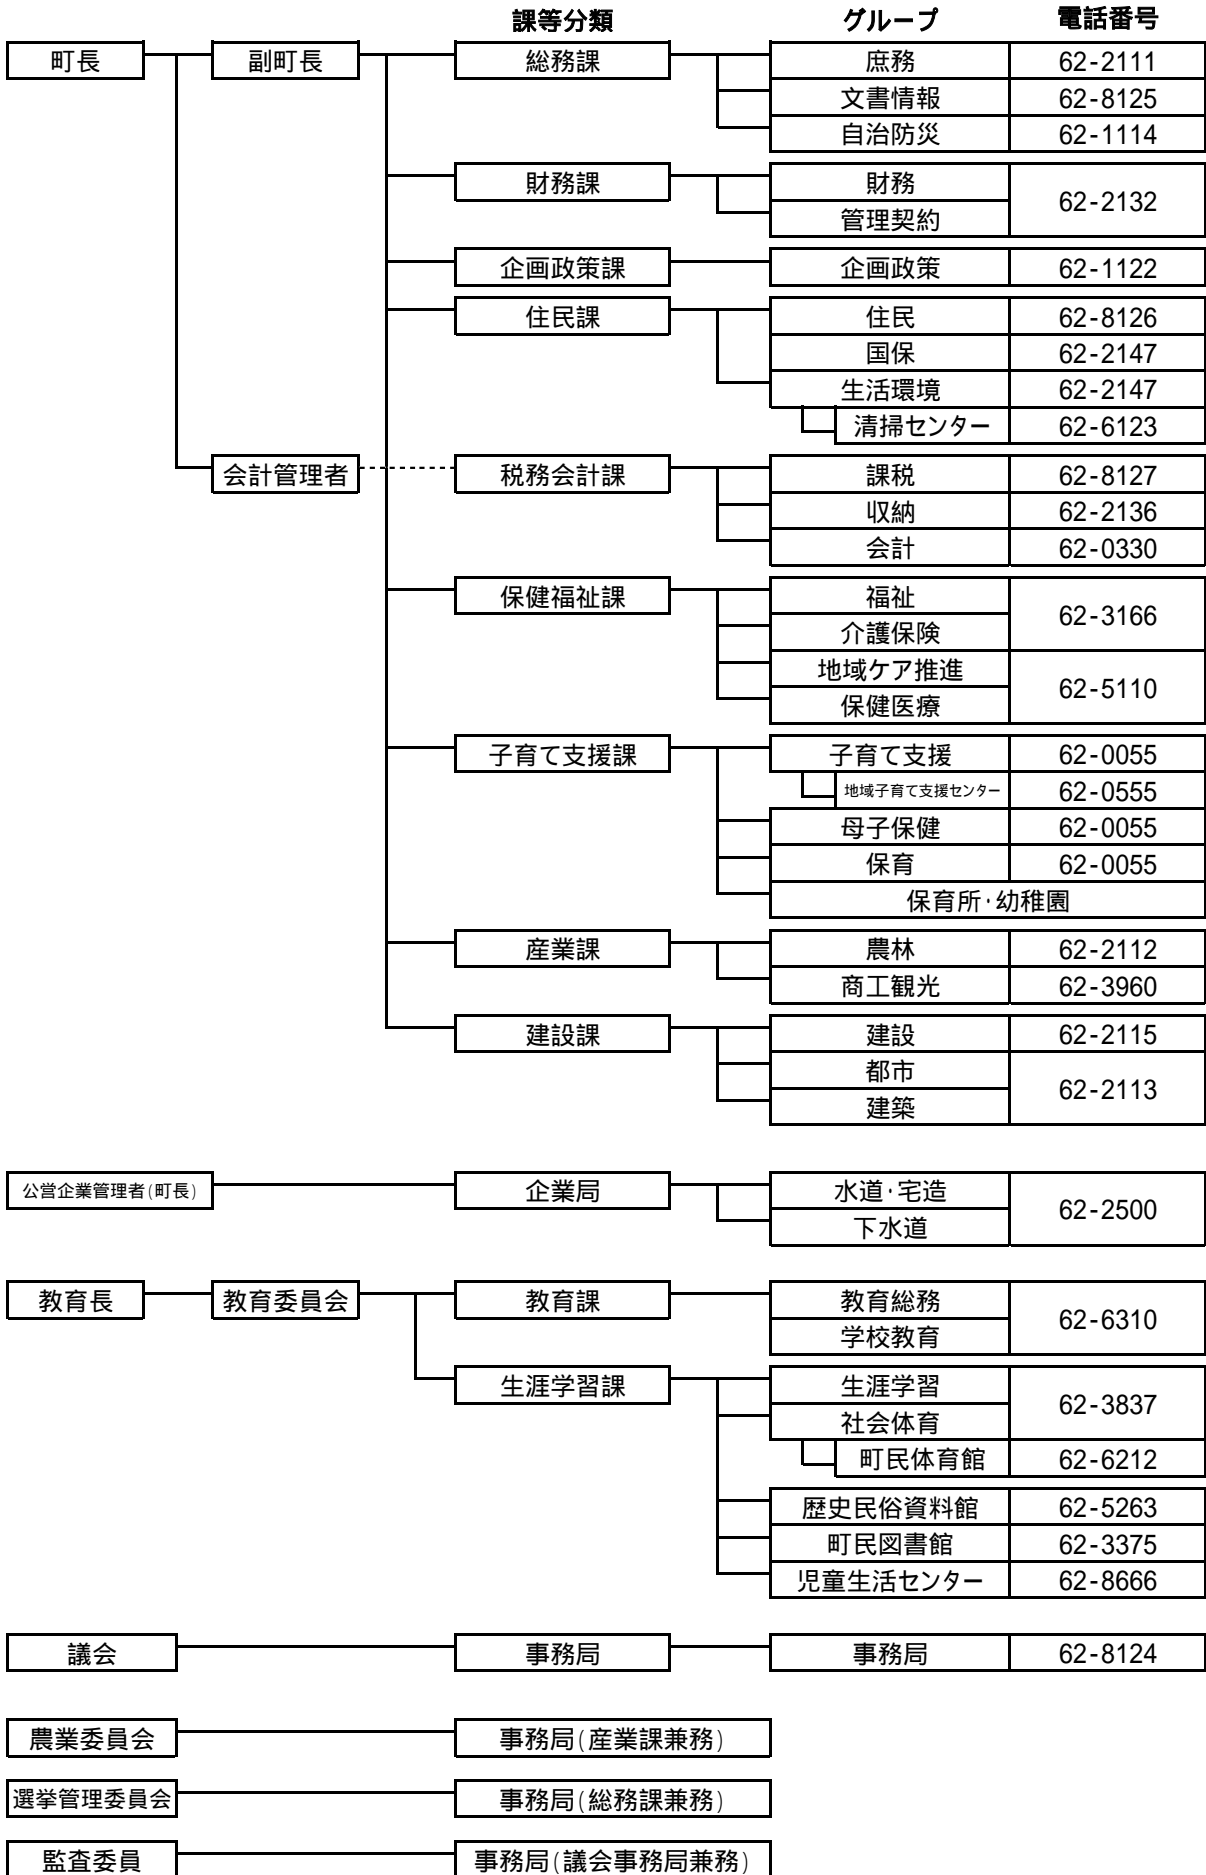 課等分類 グループ 電話番号
町長 副町長 総務課 庶務 62-2111
文書情報 62-8125
自治防災 62-1114
財務課 財務 62-2132
管理契約
企画政策課 企画政策 62-1122
住民課 住民 62-8126
国保 62-2147
生活環境 62-2147
清掃センター 62-6123
会計管理者 税務会計課 課税 62-8127
収納 62-2136
会計 62-0330
保健福祉課 福祉 62-3166
介護保険
地域ケア推進 62-5110
保健医療
子育て支援課 子育て支援 62-0055
地域子育て支援センター 62-0555
母子保健 62-0055
保育 62-0055
保育所・幼稚園
産業課 農林 62-2112
商工観光 62-3960
建設課 建設 62-2115
都市 62-2113
建築
公営企業管理者(町長) 企業局 水道・宅造 62-2500
下水道
教育長 教育委員会 教育課 教育総務 62-6310
学校教育
生涯学習課 生涯学習 62-3837
社会体育
町民体育館 62-6212
歴史民俗資料館 62-5263
町民図書館 62-3375
児童生活センター 62-8666
議会 事務局 事務局 62-8124
農業委員会 事務局(産業課兼務)
選挙管理委員会 事務局(総務課兼務)
監査委員 事務局(議会事務局兼務)